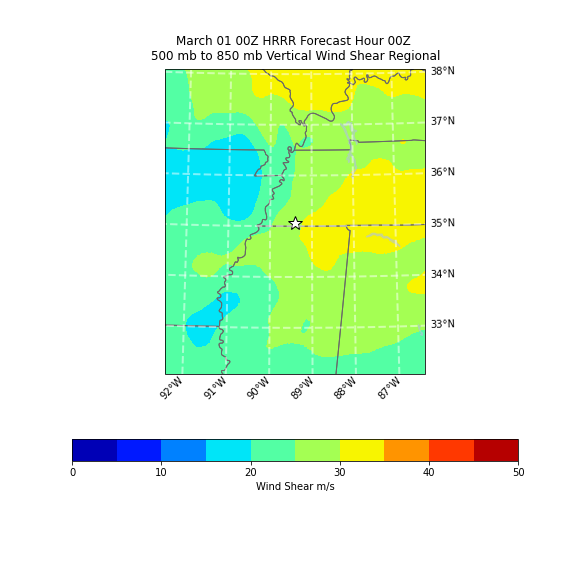 March 01 00Z HRRR Forecast Hour 00Z
500 mb to 850 mb Vertical Wind Shear Regional
38°N
37°N
36°N
35°N
34°N
33°N
92°W 91°W 90°W 89°W 88°W 87°W
0 10 20 30 40 50
Wind Shear m/s